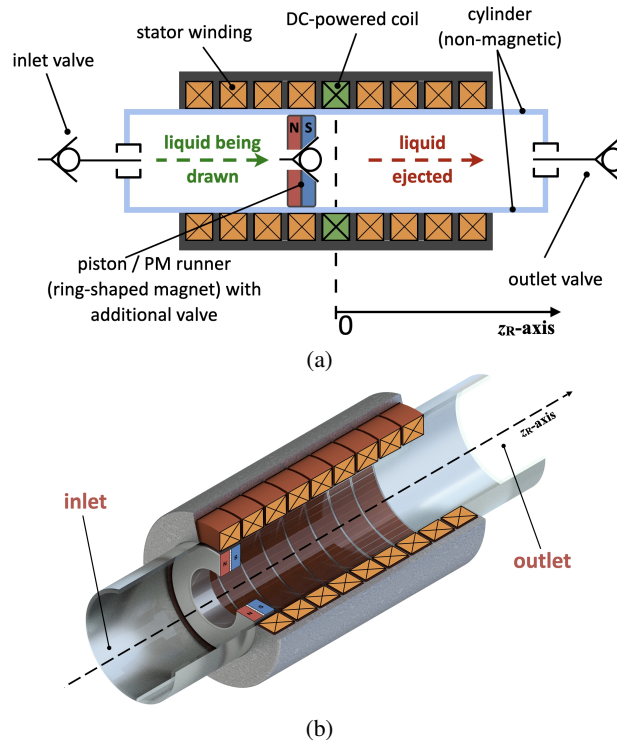 DC-powered coil
cylinder
(non-magnetic)
stator winding
inlet valve
N S
liquid being
drawn
liquid
ejected
piston / PM runner
(ring-shaped magnet) with
additional valve
outlet valve
0
zR-axis
(a)
zR-axis
inlet
outlet
(b)